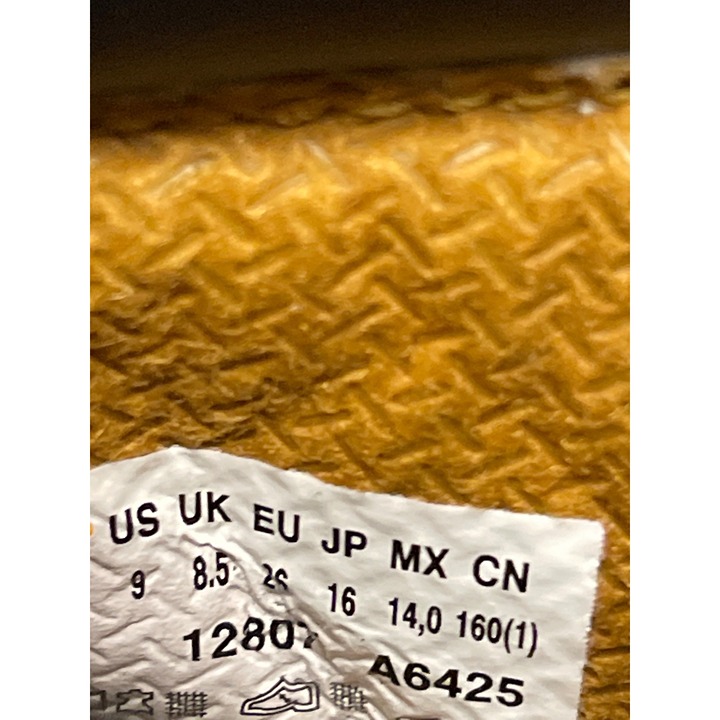 US UK EU JP MX CN
9 8.5 16 14,0 160(1)
A6425